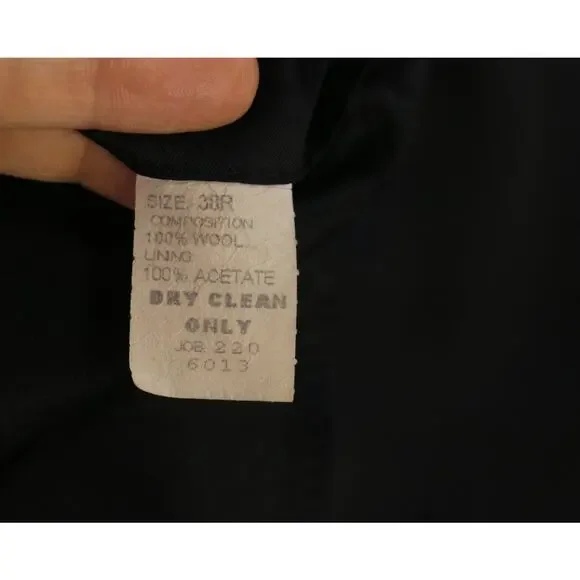 SIZE: 38R
COMPOSITION
100% WOOL
LINING:
100% ACETATE
DRY CLEAN
ONLY
JOB: 220
6013